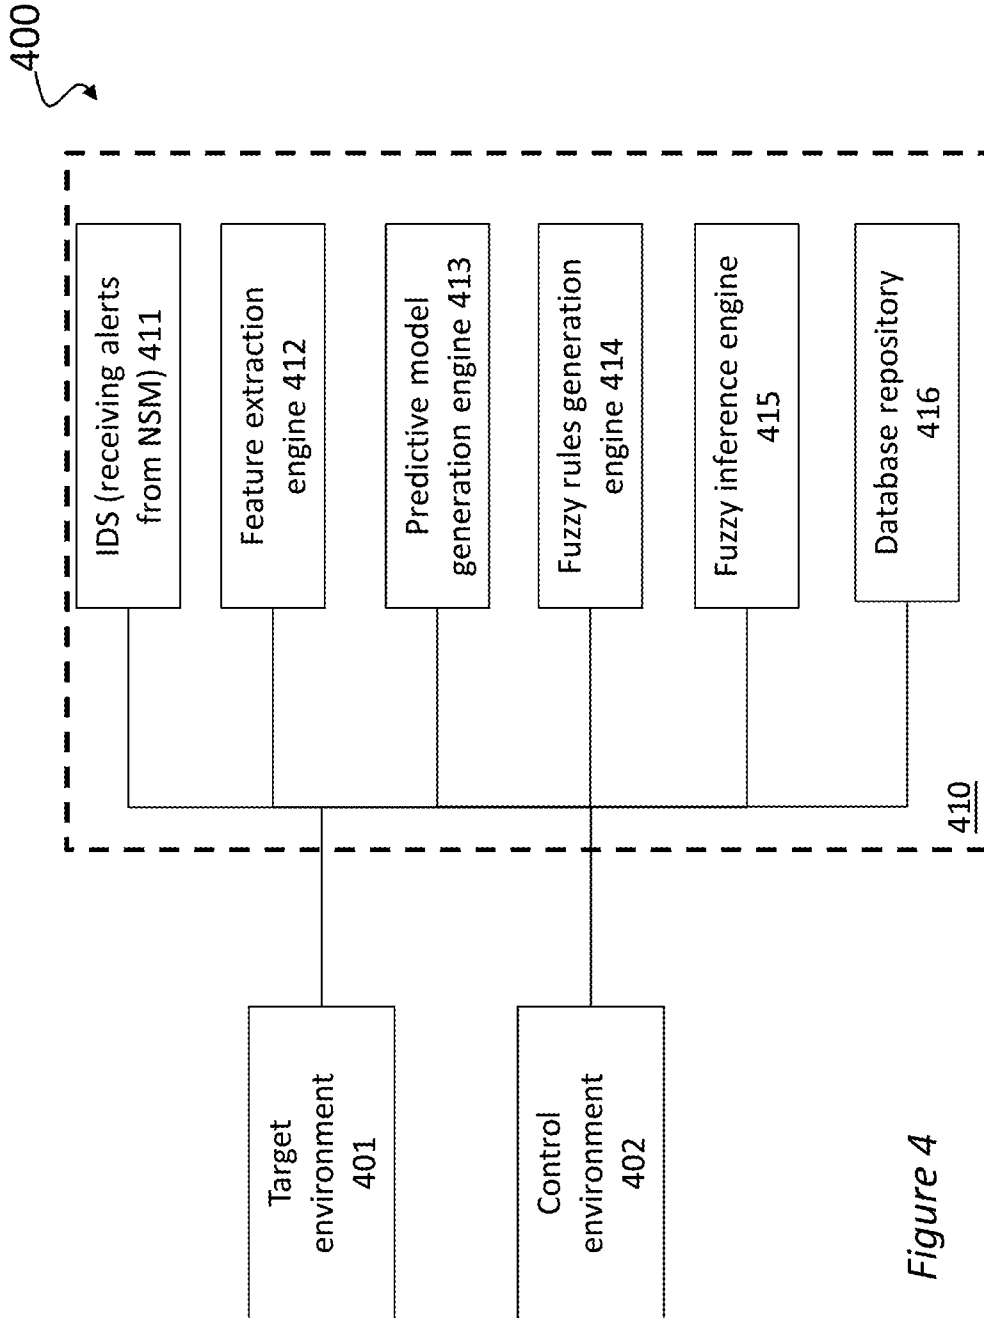 400
IDS (receiving alerts
from NSM) 411
Feature extraction
engine 412
Predictive model
generation engine 413
Fuzzy rules generation
engine 414
Fuzzy inference engine
415
Database repository
416
410
Target
environment
401
Control
environment
402
Figure 4